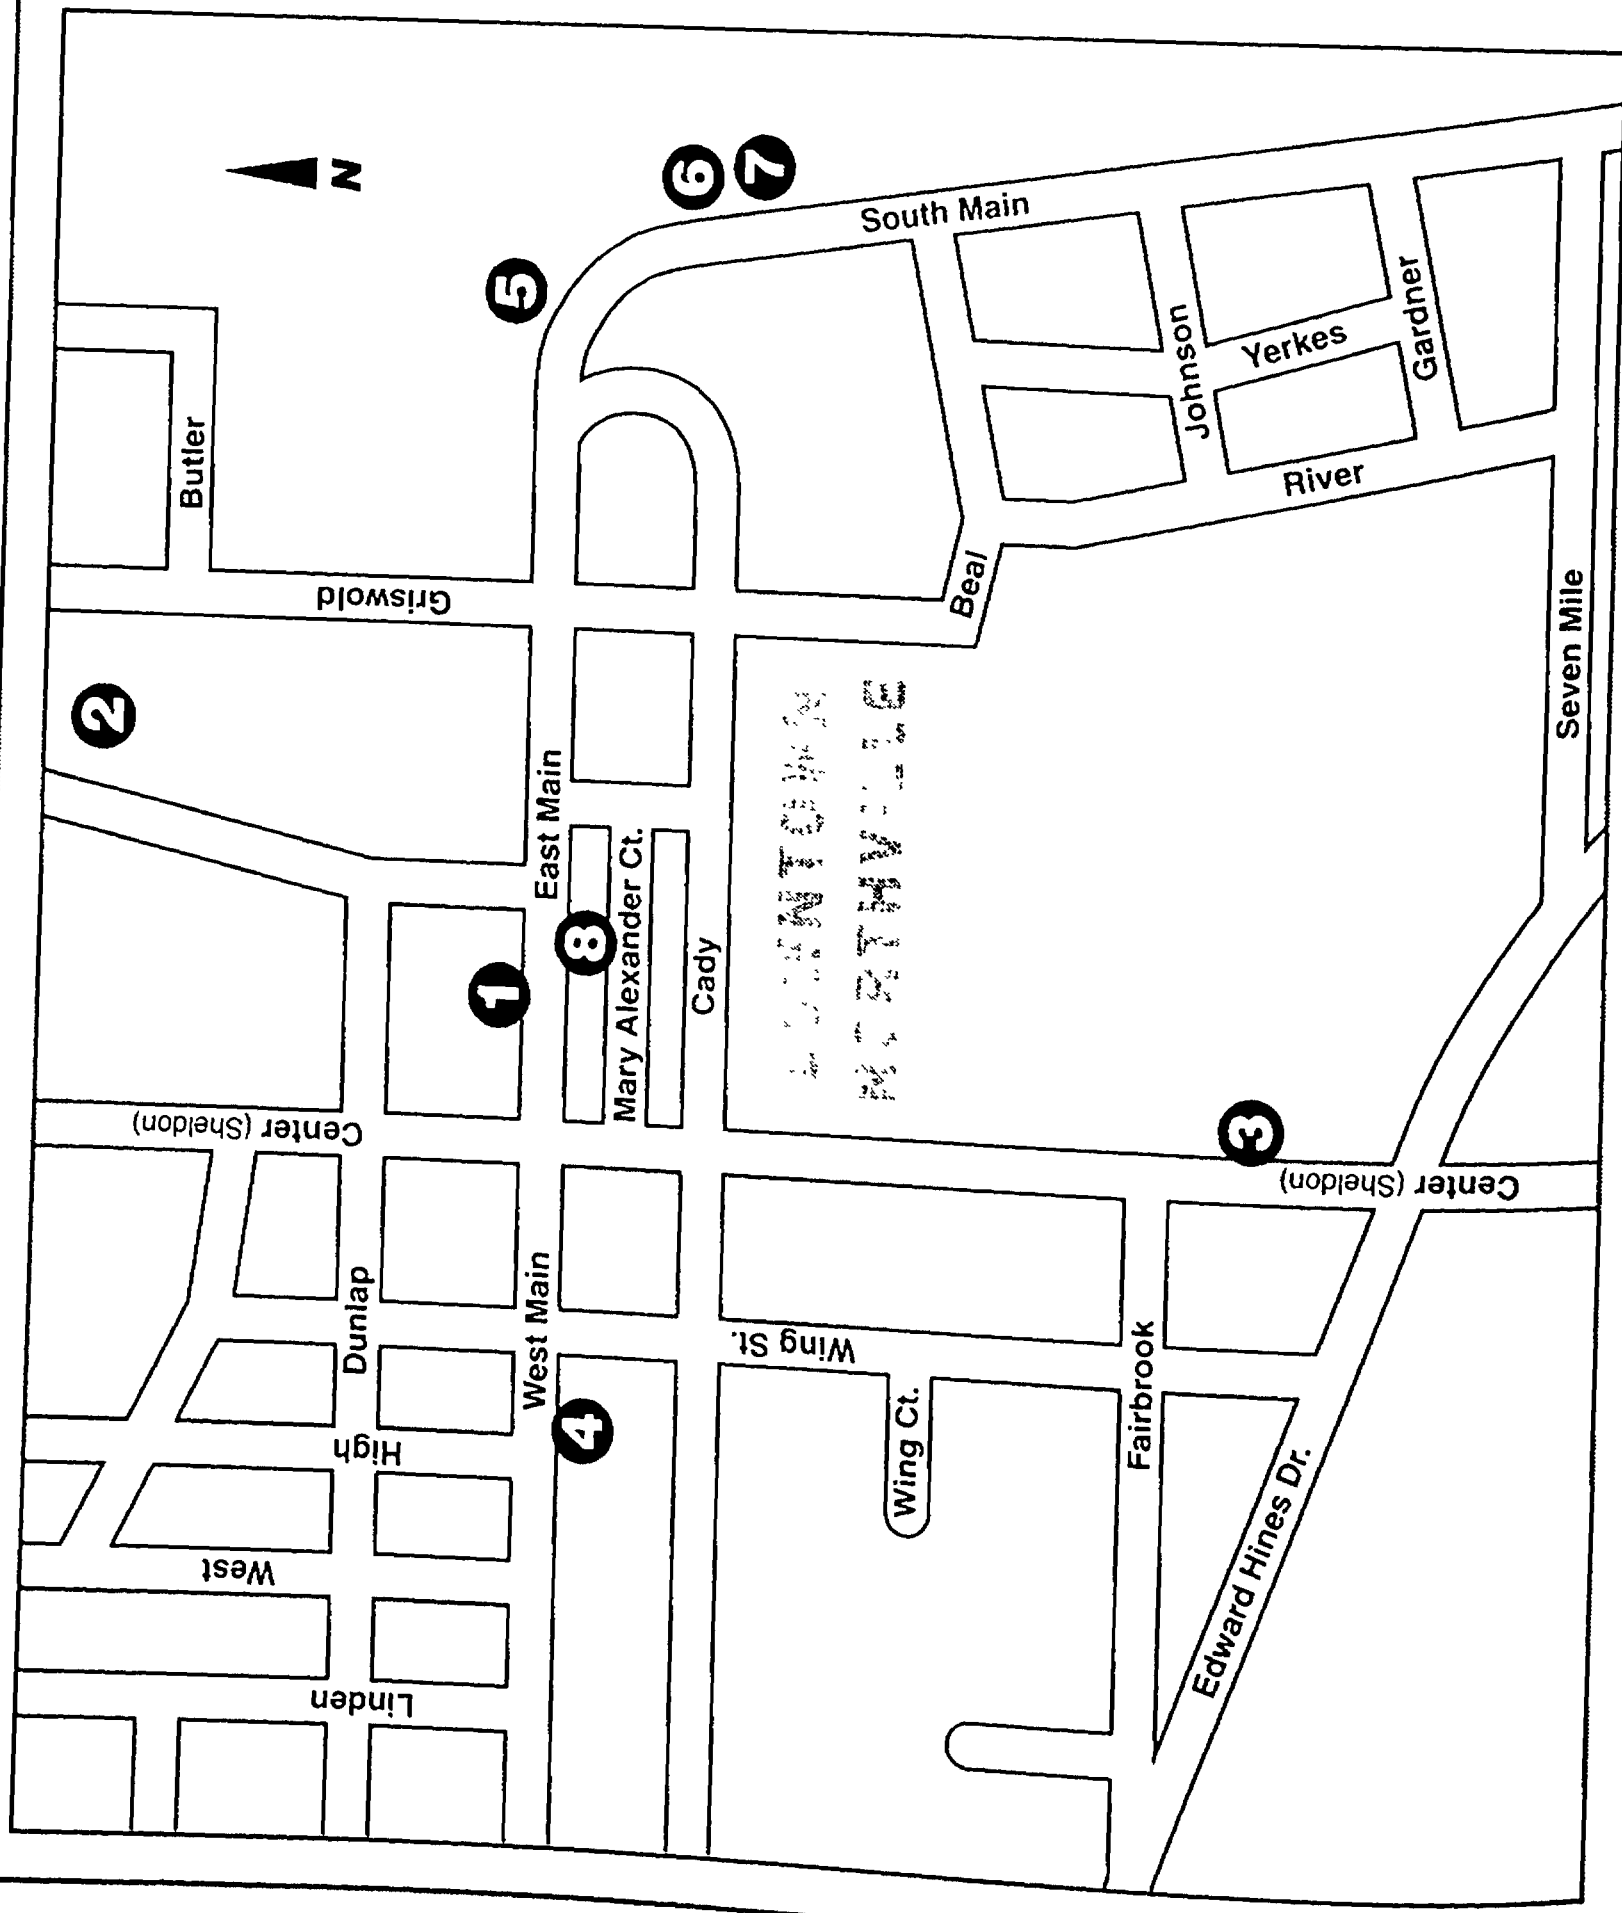 N
2
Butler
Griswold
5
6
7
South Main
Johnson
Yerkes
Gardner
River
Beal
Seven Mile
East Main
1
8
Mary Alexander Ct.
Cady
DOWNTOWN
NORTHVILLE
Center (Sheldon)
3
Center (Sheldon)
Dunlap
West Main
Wing St.
4
High
Wing Ct.
Fairbrook
West
Edward Hines Dr.
Linden